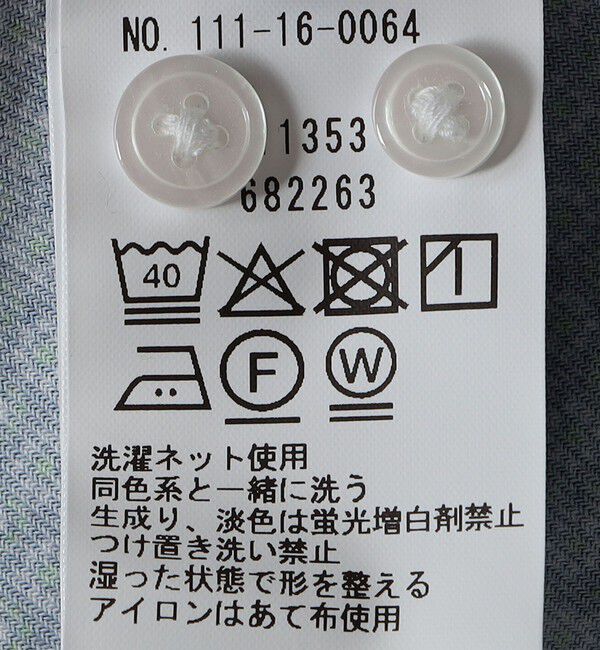 NO. 111-16-0064
1353
682263
40
F W
洗濯ネット使用
同色系と一緒に洗う
生成り、淡色は蛍光増白剤禁止
つけ置き洗い禁止
湿った状態で形を整える
アイロンはあて布使用